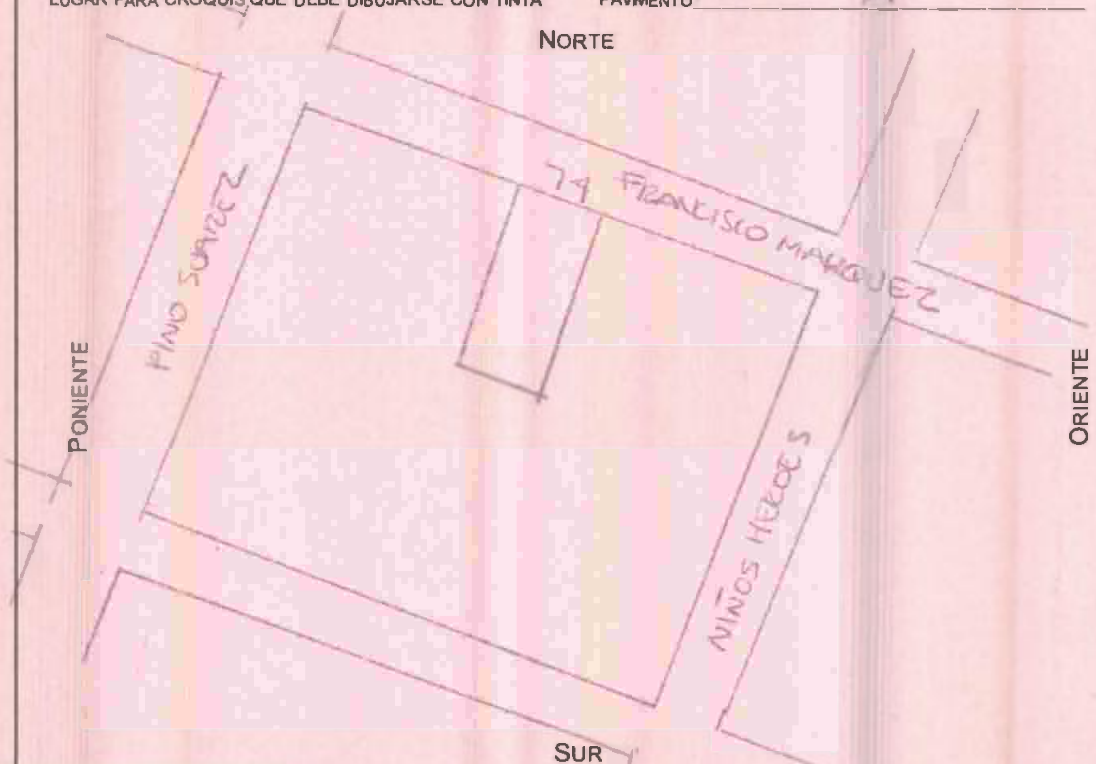 LUGAR PARA CROQUIS QUE DEBE DIBUJARSE CON TINTA PAVIMENTO
NORTE
74 FRANCISCO MARQUEZ
PINO SUAREZ
PONIENTE
ORIENTE
NIÑOS HEROES
SUR